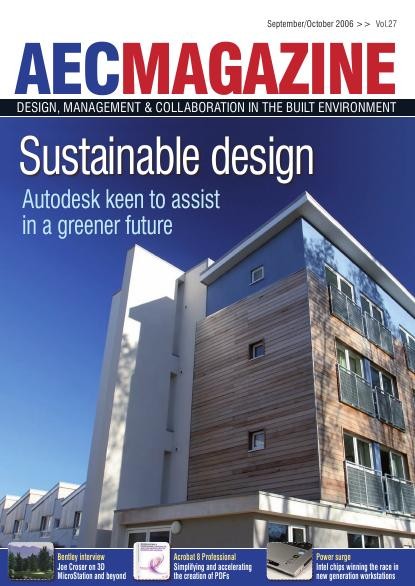 September/October 2006 >> Vol.27
AECMAGAZINE
DESIGN, MANAGEMENT & COLLABORATION IN THE BUILT ENVIRONMENT
Sustainable design
Autodesk keen to assist
in a greener future
Bentley interview
Joe Croser on 3D
MicroStation and beyond
Acrobat 8 Professional
Simplifying and accelerating
the creation of PDFs
Power surge
Intel chips winning the race in
new generation workstations